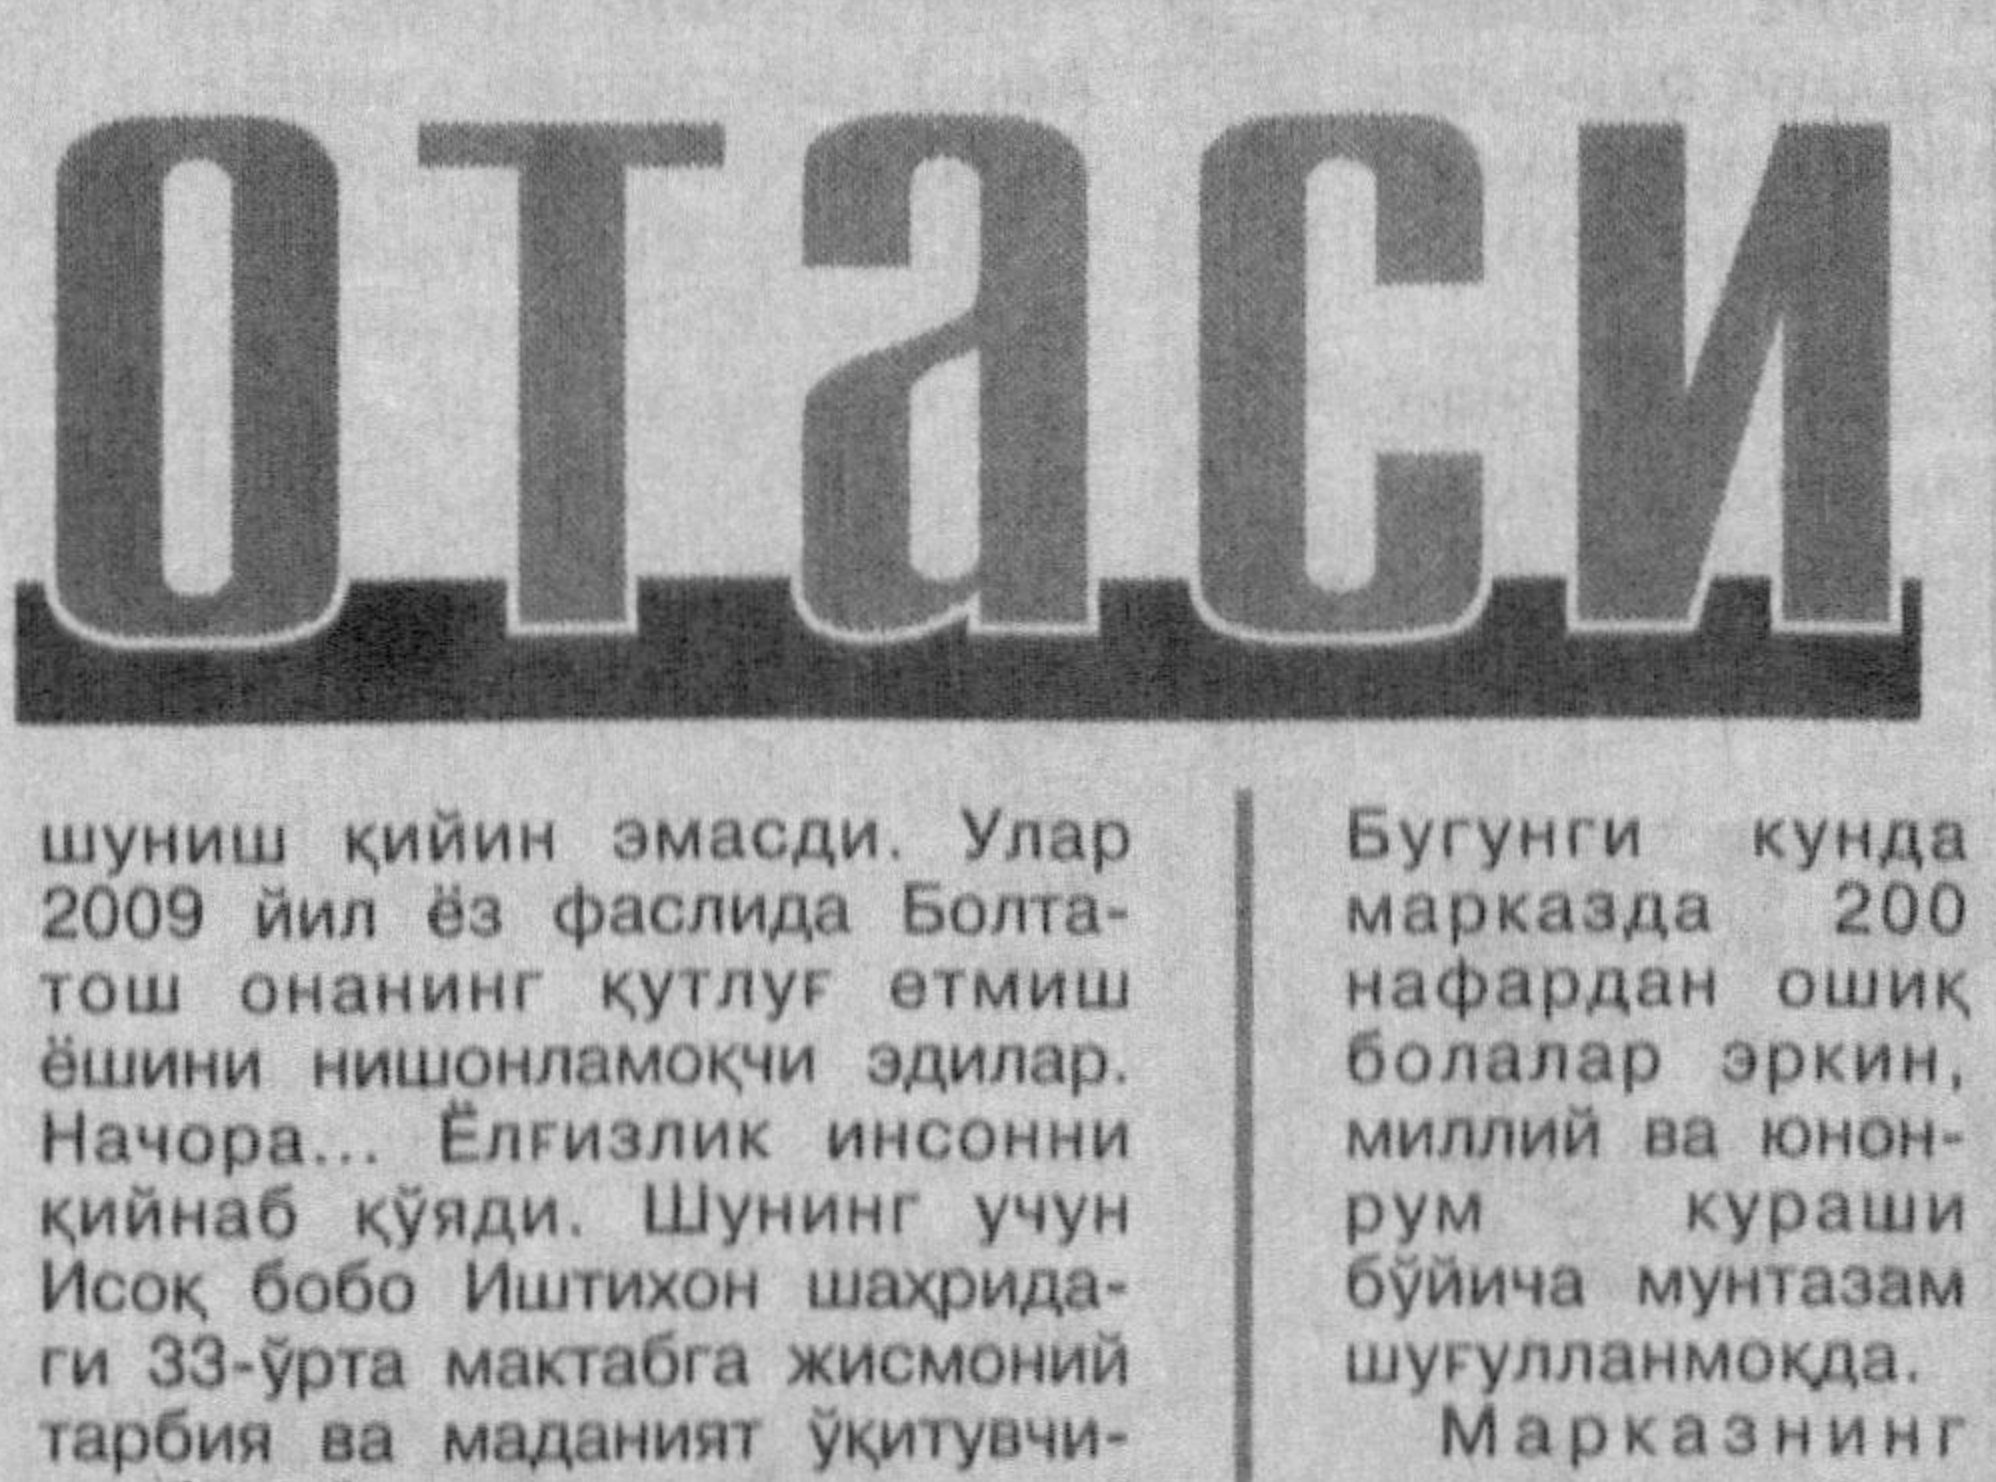 отаси
шуниш қийин эмасди. Улар
2009 йил ёз фаслида Болта-
тош онанинг қутлуғ етмиш
ёшини нишонламоқчи эдилар.
Начора... Ёлғизлик инсонни
қийнаб қўяди. Шунинг учун
Исоқ бобо Иштихон шаҳрида-
ги 33-ўрта мактабга жисмоний
тарбия ва маданият ўқитувчи-
Бугунги кунда
марказда 200
нафардан ошиқ
болалар эркин,
миллий ва юнон-
рум кураши
бўйича мунтазам
шуғулланмоқда.
Марказнинг